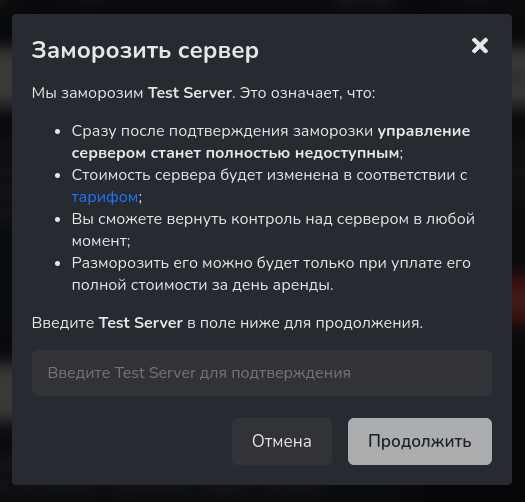 Заморозить сервер
Мы заморозим Test Server. Это означает, что:
Сразу после подтверждения заморозки управление
сервером станет полностью недоступным;
Стоимость сервера будет изменена в соответствии с
тарифом;
Вы сможете вернуть контроль над сервером в любой
момент;
Разморозить его можно будет только при уплате его
полной стоимости за день аренды.
Введите Test Server в поле ниже для продолжения.
Введите Test Server для подтверждения
Отмена
Продолжить